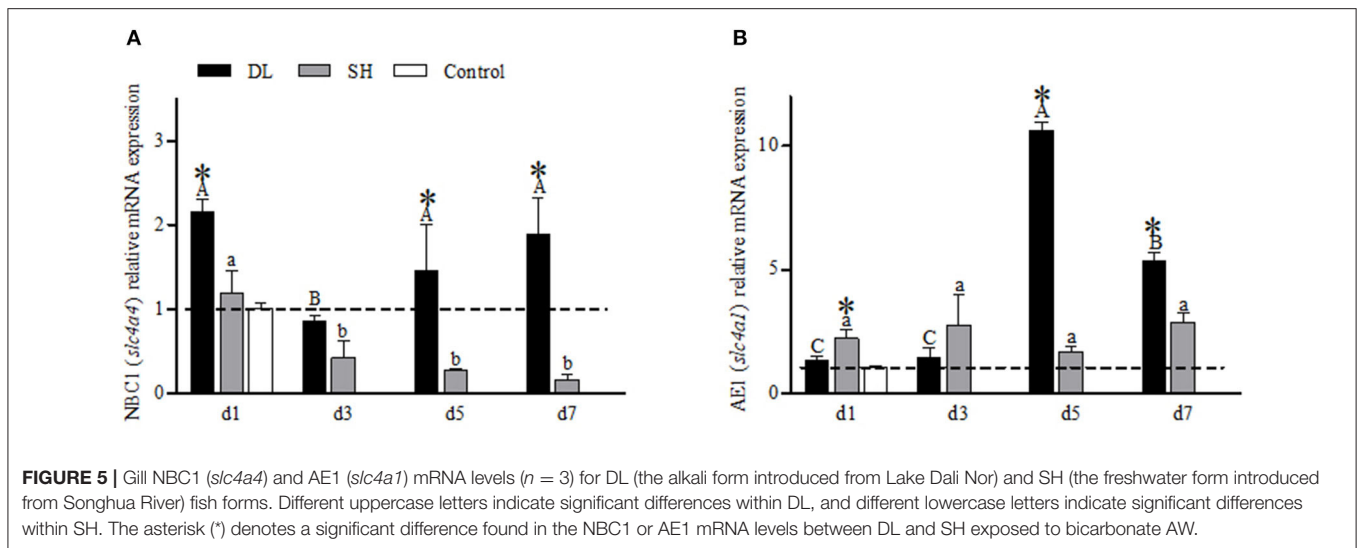 A
DL SH Control
NBC1 (slc4a4) relative mRNA expression
3
2
1
0
*
A
a
B
b
*
A
b
*
A
b
d1 d3 d5 d7
B
AE1 (slc4a1) relative mRNA expression
10
5
0
C
*
a
C
a
*
A
a
*
B
a
d1 d3 d5 d7
FIGURE 5 | Gill NBC1 (slc4a4) and AE1 (slc4a1) mRNA levels (n = 3) for DL (the alkali form introduced from Lake Dali Nor) and SH (the freshwater form introduced
from Songhua River) fish forms. Different uppercase letters indicate significant differences within DL, and different lowercase letters indicate significant differences
within SH. The asterisk (*) denotes a significant difference found in the NBC1 or AE1 mRNA levels between DL and SH exposed to bicarbonate AW.